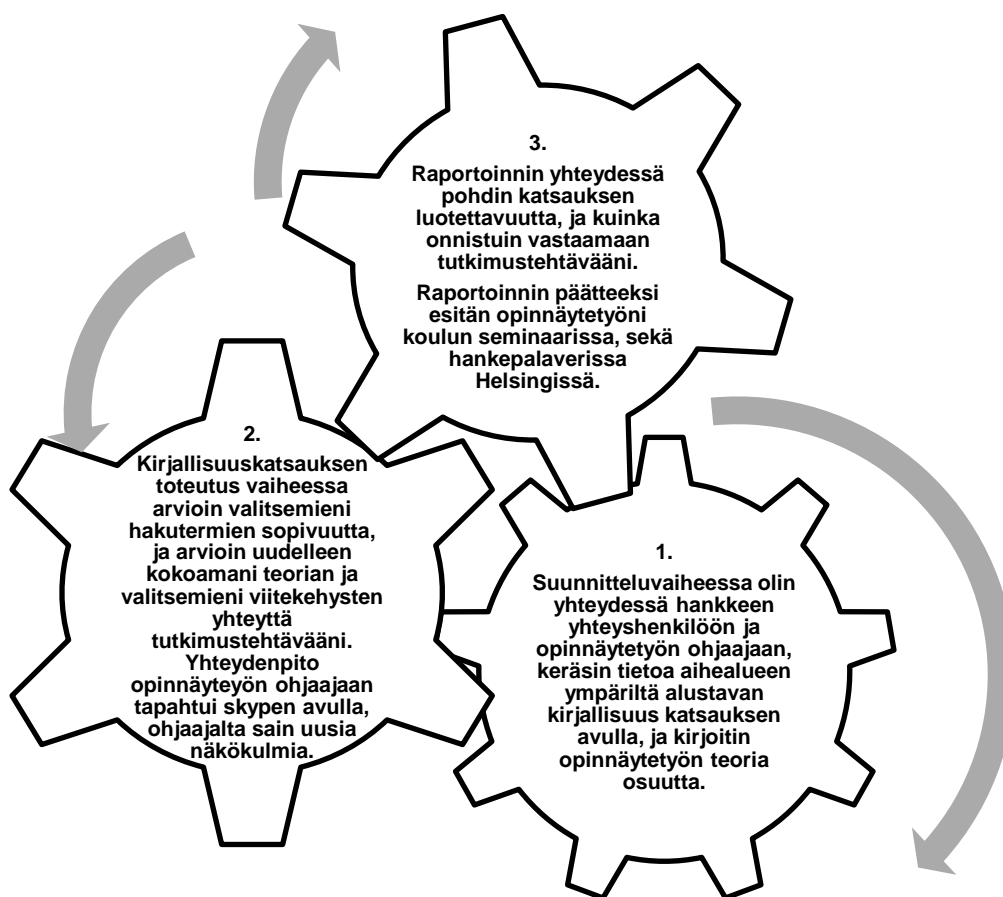 3.
Raportoinnin yhteydessä
pohdin katsauksen
luotettavuutta, ja kuinka
onnistuin vastaamaan
tutkimustehtävääni.
Raportoinnin päätteeksi
esitän opinnäytetyöni
koulun seminaarissa, sekä
hankepalaverissa
Helsingissä.
2.
Kirjallisuuskatsauksen
toteutus vaiheessa
arvioin valitsemieni
hakutermien sopivuutta,
ja arvioin uudelleen
kokoamani teorian ja
valitsemieni viitekehysten
yhteyttä
tutkimustehtävääni.
Yhteydenpito
opinnäyteyön ohjaajaan
tapahtui skypen avulla,
ohjaajalta sain uusia
näkökulmia.
1.
Suunnitteluvaiheessa olin
yhteydessä hankkeen
yhteyshenkilöön ja
opinnäytetyön ohjaajaan,
keräsin tietoa aihealueen
ympäriltä alustavan
kirjallisuus katsauksen
avulla, ja kirjoitin
opinnäytetyön teoria
osuutta.